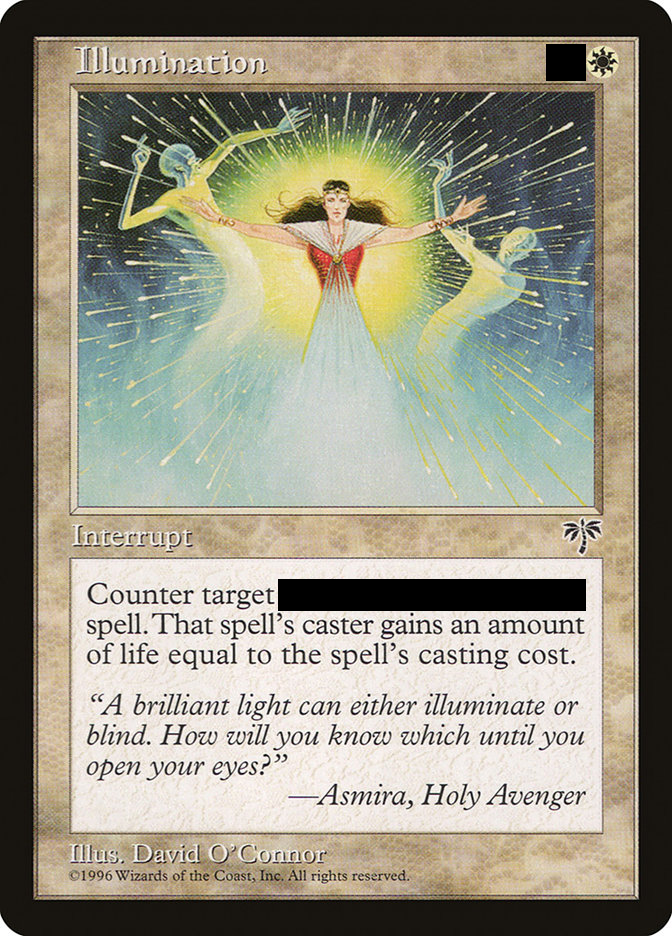 Illumination
Interrupt
Counter target
spell. That spell's caster gains an amount
of life equal to the spell's casting cost.
"A brilliant light can either illuminate or
blind. How will you know which until you
open your eyes?"
—Asmira, Holy Avenger
Illus. David O'Connor
©1996 Wizards of the Coast, Inc. All rights reserved.